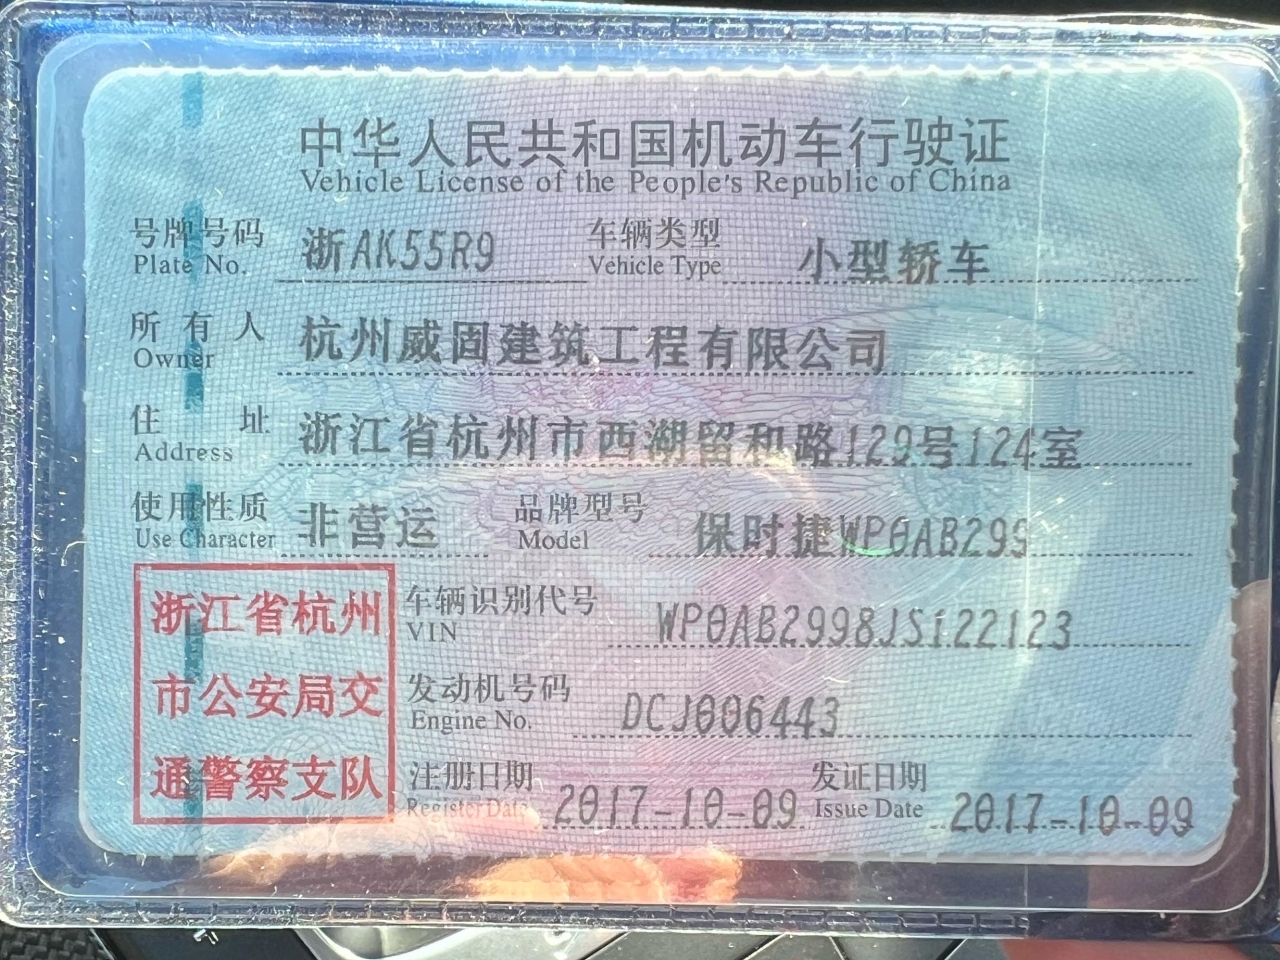 中华人民共和国机动车行驶证
Vehicle License of the People's Republic of China
号牌号码 浙AK55R9 车辆类型 小型轿车
Plate No. Vehicle Type
所有人 杭州威固建筑工程有限公司
Owner
住址 浙江省杭州市西湖留和路129号124室
Address
使用性质 非营运 品牌型号 保时捷WP0AB299
Use Character Model
浙江省杭州
市公安局交
通警察支队
车辆识别代号 WP0AB2998JS122123
VIN
发动机号码 DCJ006443
Engine No.
注册日期 2017-10-09 发证日期 2017-10-09
Register Date Issue Date